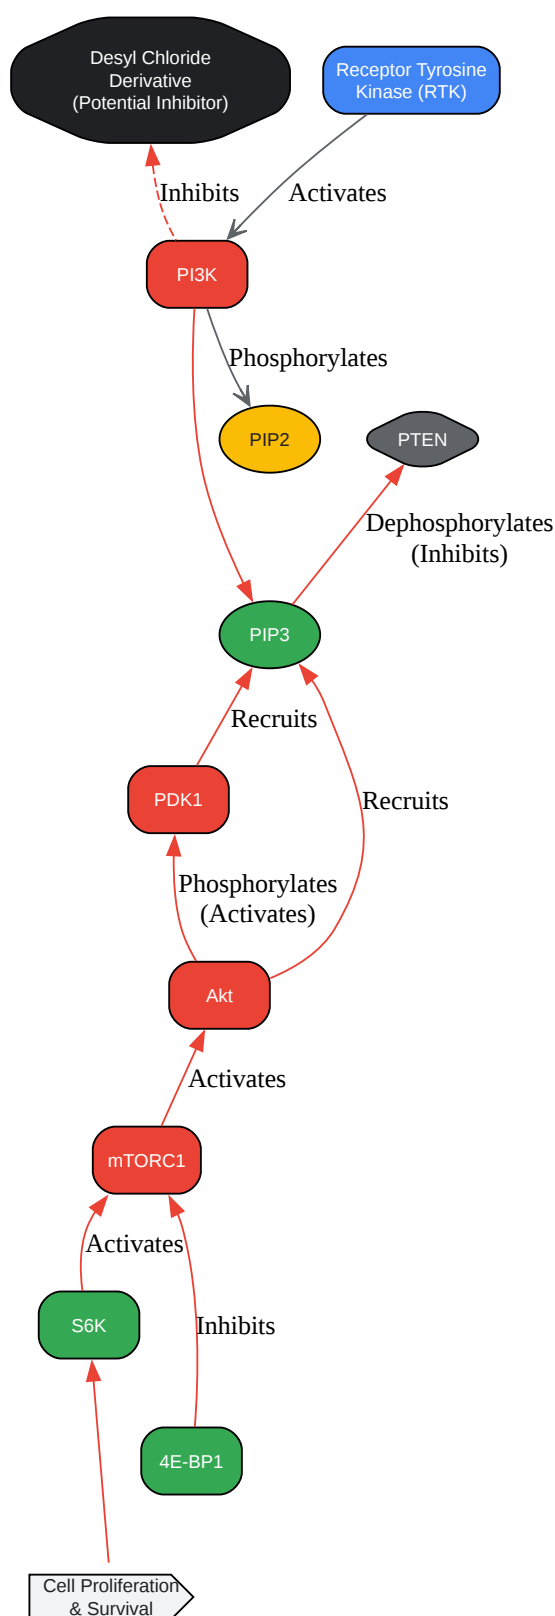 Desyl Chloride
Derivative
(Potential Inhibitor)
Receptor Tyrosine
Kinase (RTK)
Inhibits
Activates
PI3K
Phosphorylates
PIP2
PTEN
Dephosphorylates
(Inhibits)
PIP3
Recruits
PDK1
Recruits
Phosphorylates
(Activates)
Akt
Activates
mTORC1
Activates
S6K
Inhibits
4E-BP1
Cell Proliferation
& Survival